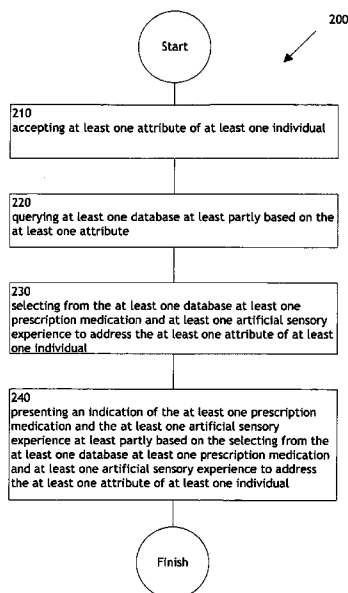 200
Start
210
accepting at least one attribute of at least one individual
220
querying at least one database at least partly based on the
at least one attribute
230
selecting from the at least one database at least one
prescription medication and at least one artificial sensory
experience to address the at least one attribute of at least
one individual
240
presenting an indication of the at least one prescription
medication and the at least one artificial sensory
experience at least partly based on the selecting from the
at least one database at least one prescription medication
and at least one artificial sensory experience to address
the at least one attribute of at least one individual
Finish